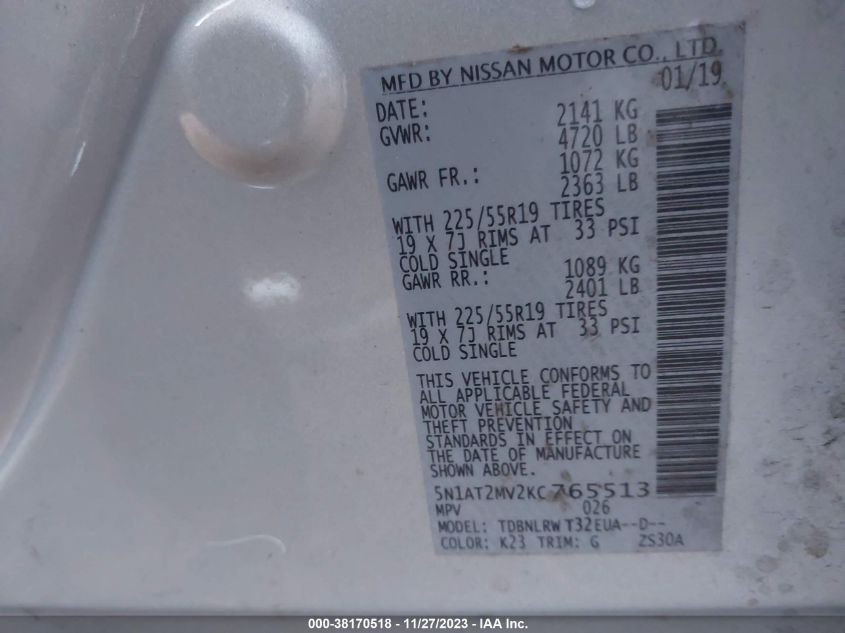 MFD BY NISSAN MOTOR CO., LTD.
DATE: 01/19
GVWR: 2141 KG
4720 LB
GAWR FR.: 1072 KG
2363 LB
WITH 225/55R19 TIRES
19 X 7J RIMS AT 33 PSI
COLD SINGLE
GAWR RR.: 1089 KG
2401 LB
WITH 225/55R19 TIRES
19 X 7J RIMS AT 33 PSI
COLD SINGLE
THIS VEHICLE CONFORMS TO
ALL APPLICABLE FEDERAL
MOTOR VEHICLE SAFETY AND
THEFT PREVENTION
STANDARDS IN EFFECT ON
THE DATE OF MANUFACTURE
SHOWN ABOVE.
5N1AT2MV2KC765513
MPV 026
MODEL: TDBNLRW T32EUA--D--
COLOR: K23 TRIM: G ZS30A
000-38170518 - 11/27/2023 - IAA Inc.